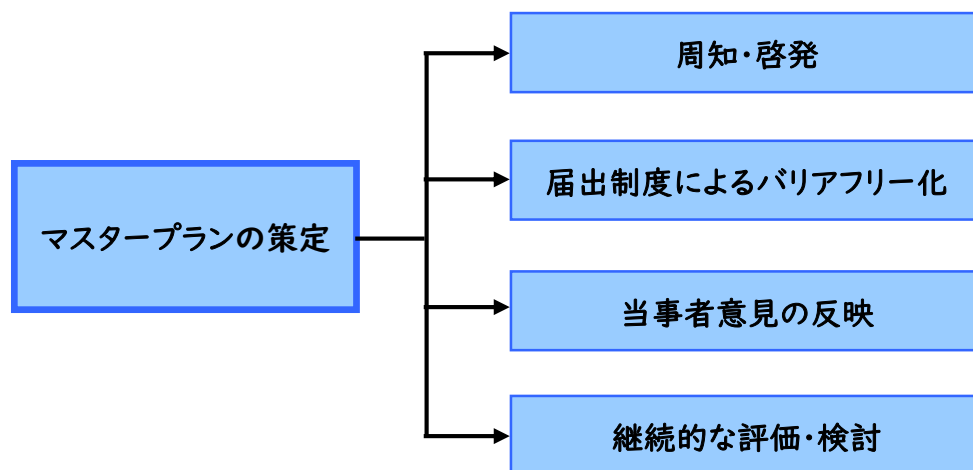 周知・啓発
届出制度によるバリアフリー化
マスタープランの策定
当事者意見の反映
継続的な評価・検討